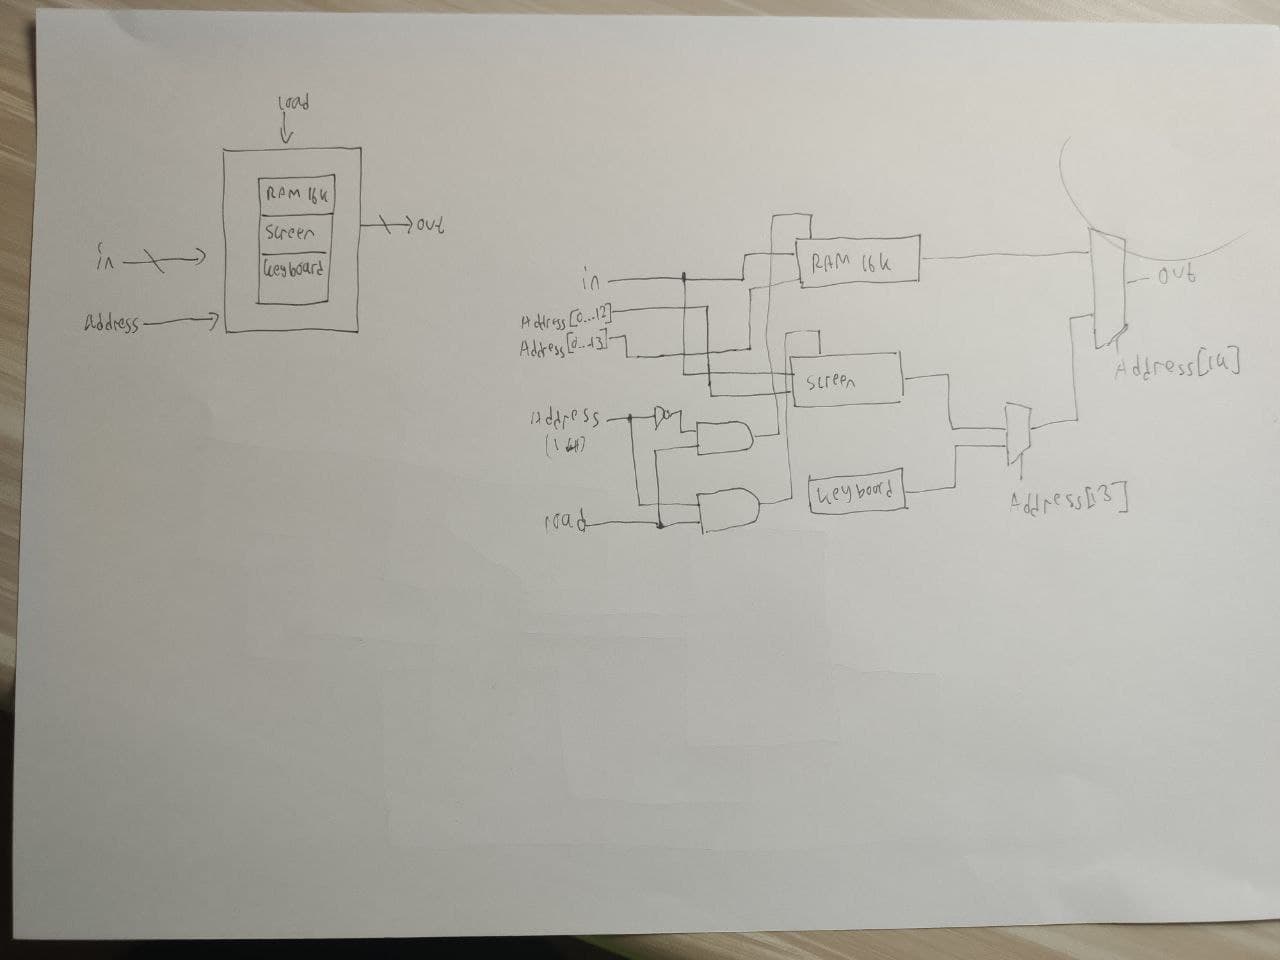 load
RAM 16K
screen
keyboard
in
out
Address
in
Address[0...12]
Address[0...13]
Address
load
RAM 16K
screen
keyboard
out
Address[14]
Address[13]